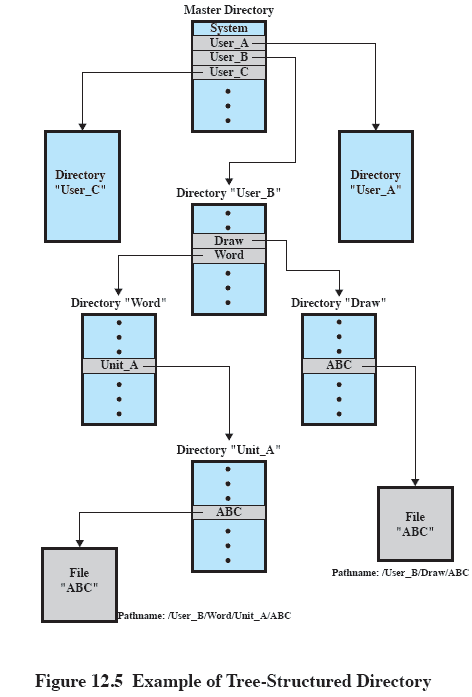 Master Directory
System
User_A
User_B
User_C
Directory
"User_C"
Directory
"User_A"
Directory "User_B"
Draw
Word
Directory "Word"
Directory "Draw"
Unit_A
ABC
Directory "Unit_A"
ABC
File
"ABC"
Pathname: /User_B/Draw/ABC
File
"ABC"
Pathname: /User_B/Word/Unit_A/ABC
Figure 12.5 Example of Tree-Structured Directory